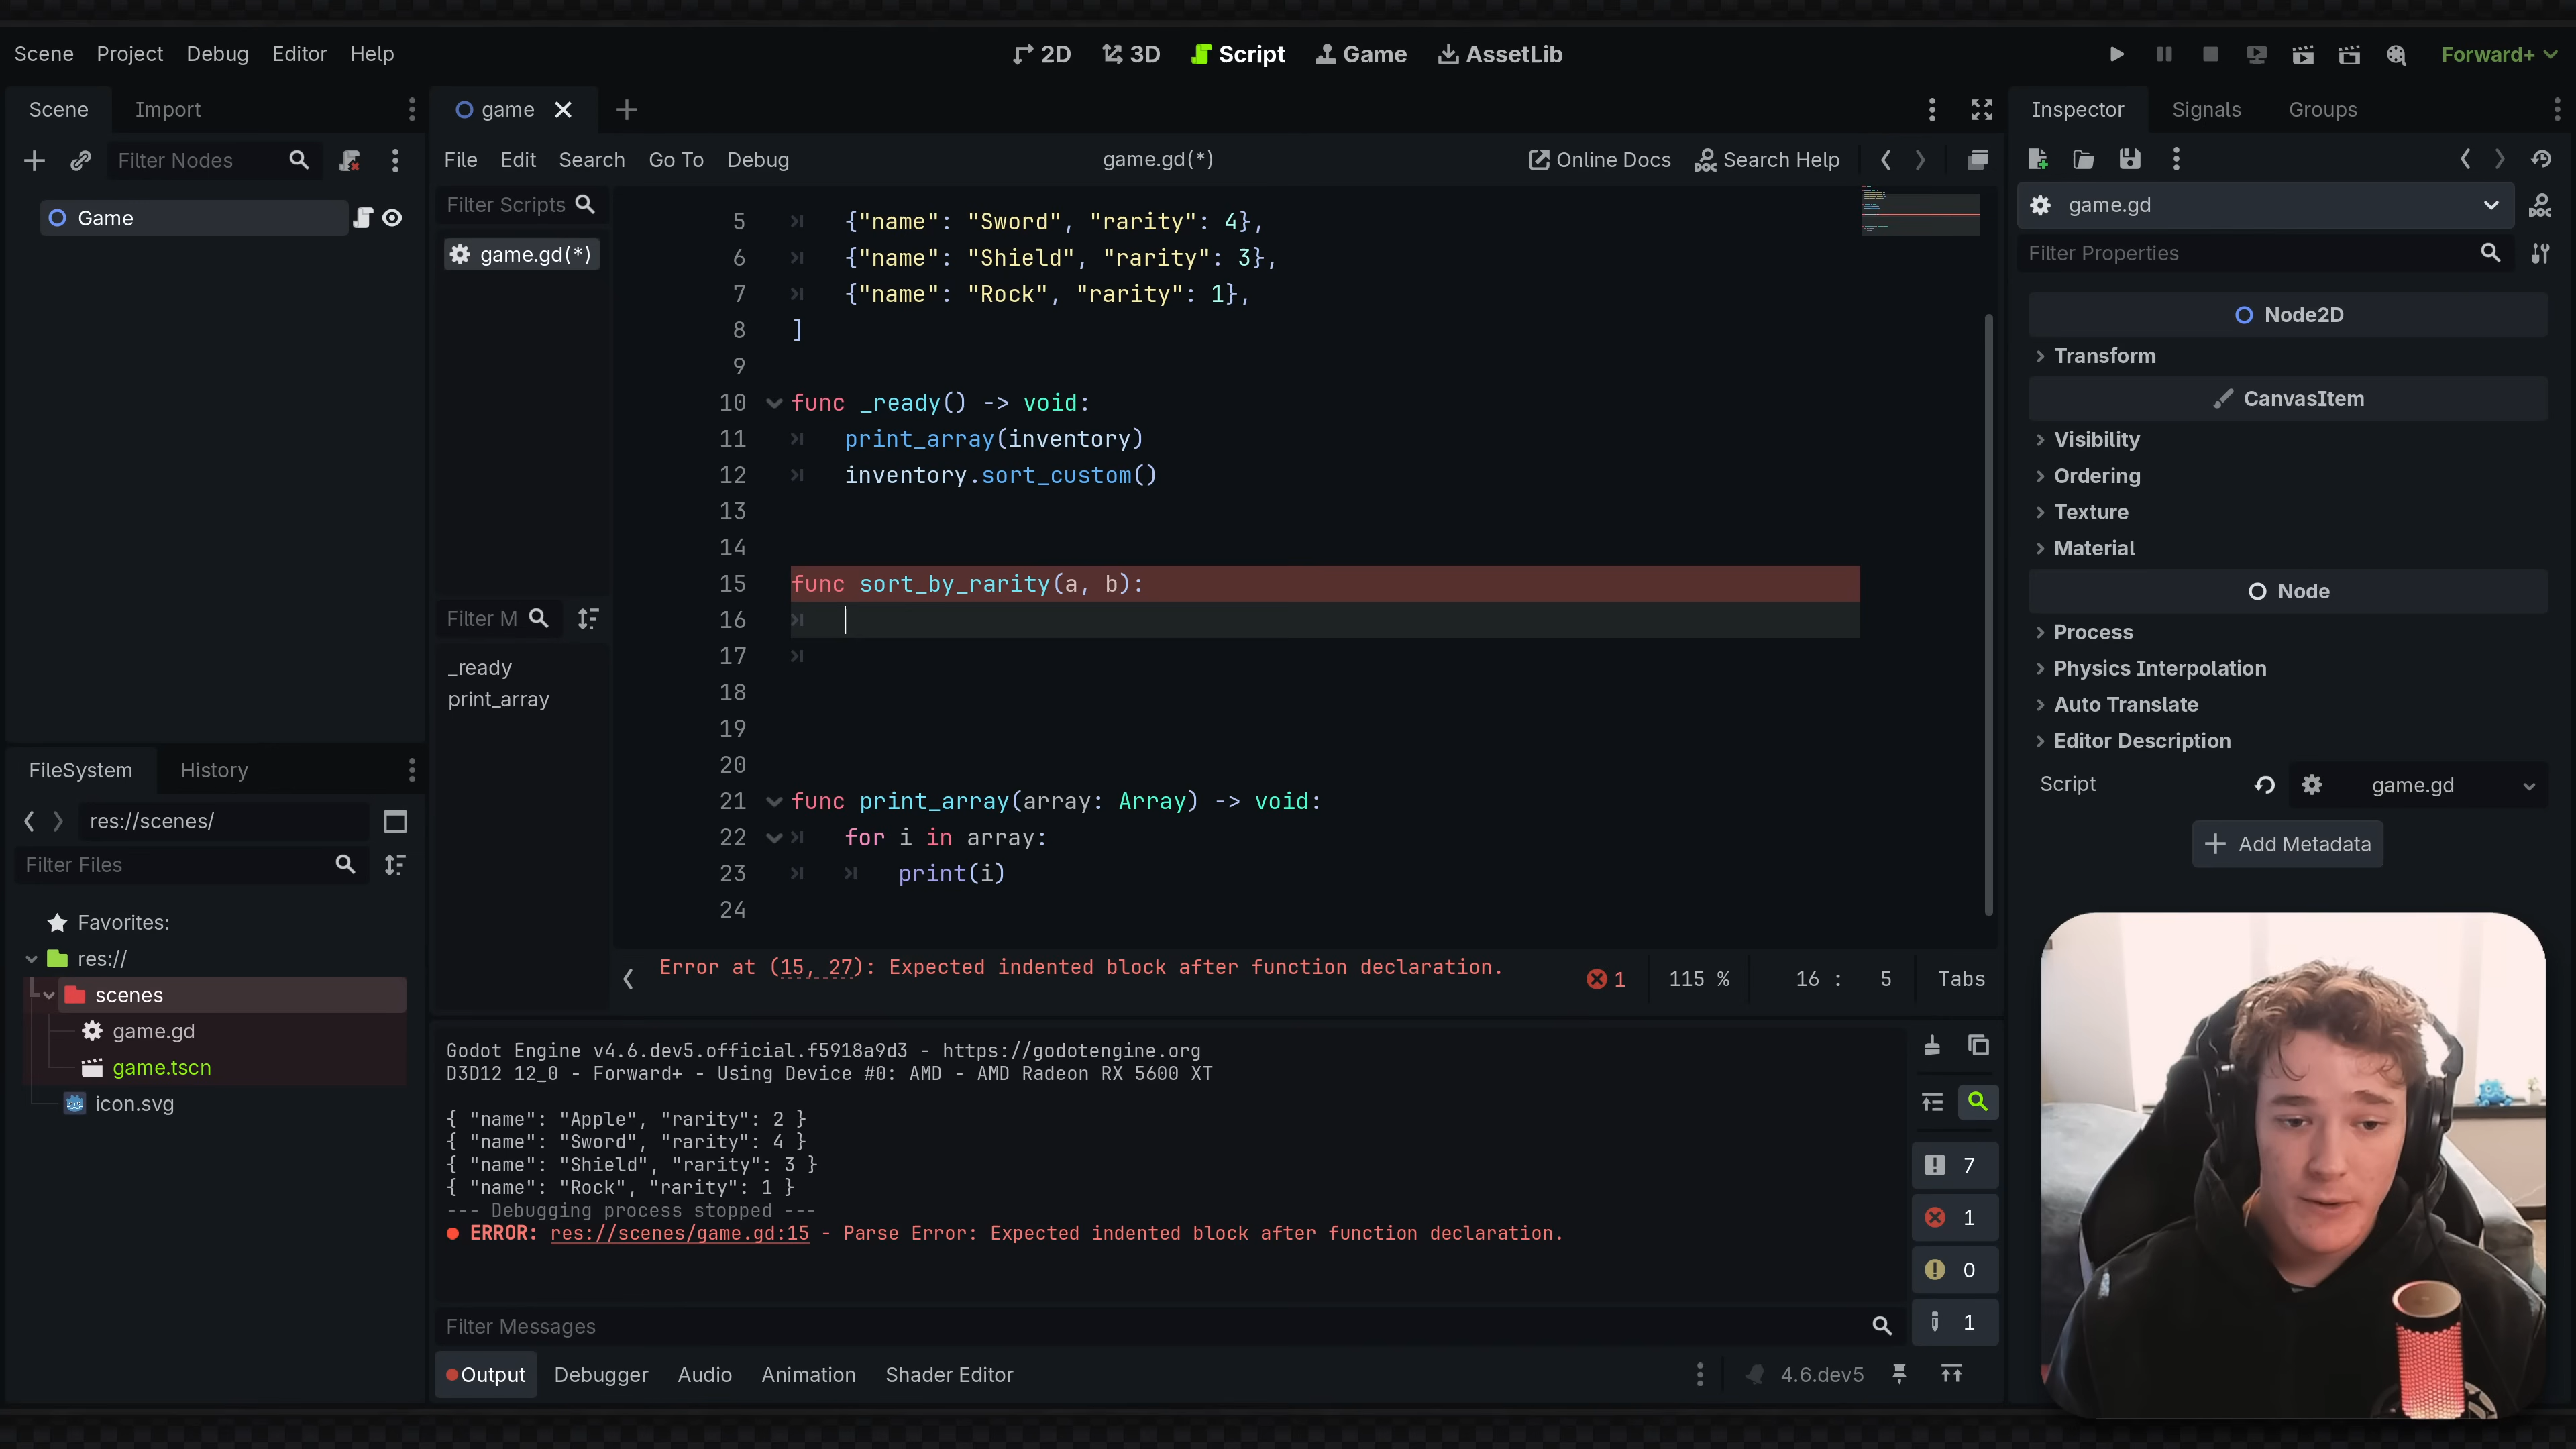 Scene Project Debug Editor Help
2D 3D Script Game AssetLib
Forward+
Scene Import
Filter Nodes
Game
FileSystem History
res://scenes/
Filter Files
Favorites:
res://
scenes
game.gd
game.tscn
icon.svg
game
File Edit Search Go To Debug
game.gd(*)
Online Docs Search Help
Filter Scripts
game.gd(*)
Filter M
_ready
print_array
5 {"name": "Sword", "rarity": 4},
6 {"name": "Shield", "rarity": 3},
7 {"name": "Rock", "rarity": 1},
8 ]
9
10 func _ready() -> void:
11 print_array(inventory)
12 inventory.sort_custom()
13
14
15 func sort_by_rarity(a, b):
16
17
18
19
20
21 func print_array(array: Array) -> void:
22 for i in array:
23 print(i)
24
Error at (15, 27): Expected indented block after function declaration.
1 115 % 16 : 5 Tabs
Godot Engine v4.6.dev5.official.f5918a9d3 - https://godotengine.org
D3D12 12_0 - Forward+ - Using Device #0: AMD - AMD Radeon RX 5600 XT
{ "name": "Apple", "rarity": 2 }
{ "name": "Sword", "rarity": 4 }
{ "name": "Shield", "rarity": 3 }
{ "name": "Rock", "rarity": 1 }
--- Debugging process stopped ---
ERROR: res://scenes/game.gd:15 - Parse Error: Expected indented block after function declaration.
7
1
0
1
Filter Messages
Output Debugger Audio Animation Shader Editor
4.6.dev5
Inspector Signals Groups
game.gd
DOC
Filter Properties
Node2D
Transform
CanvasItem
Visibility
Ordering
Texture
Material
Node
Process
Physics Interpolation
Auto Translate
Editor Description
Script game.gd
Add Metadata